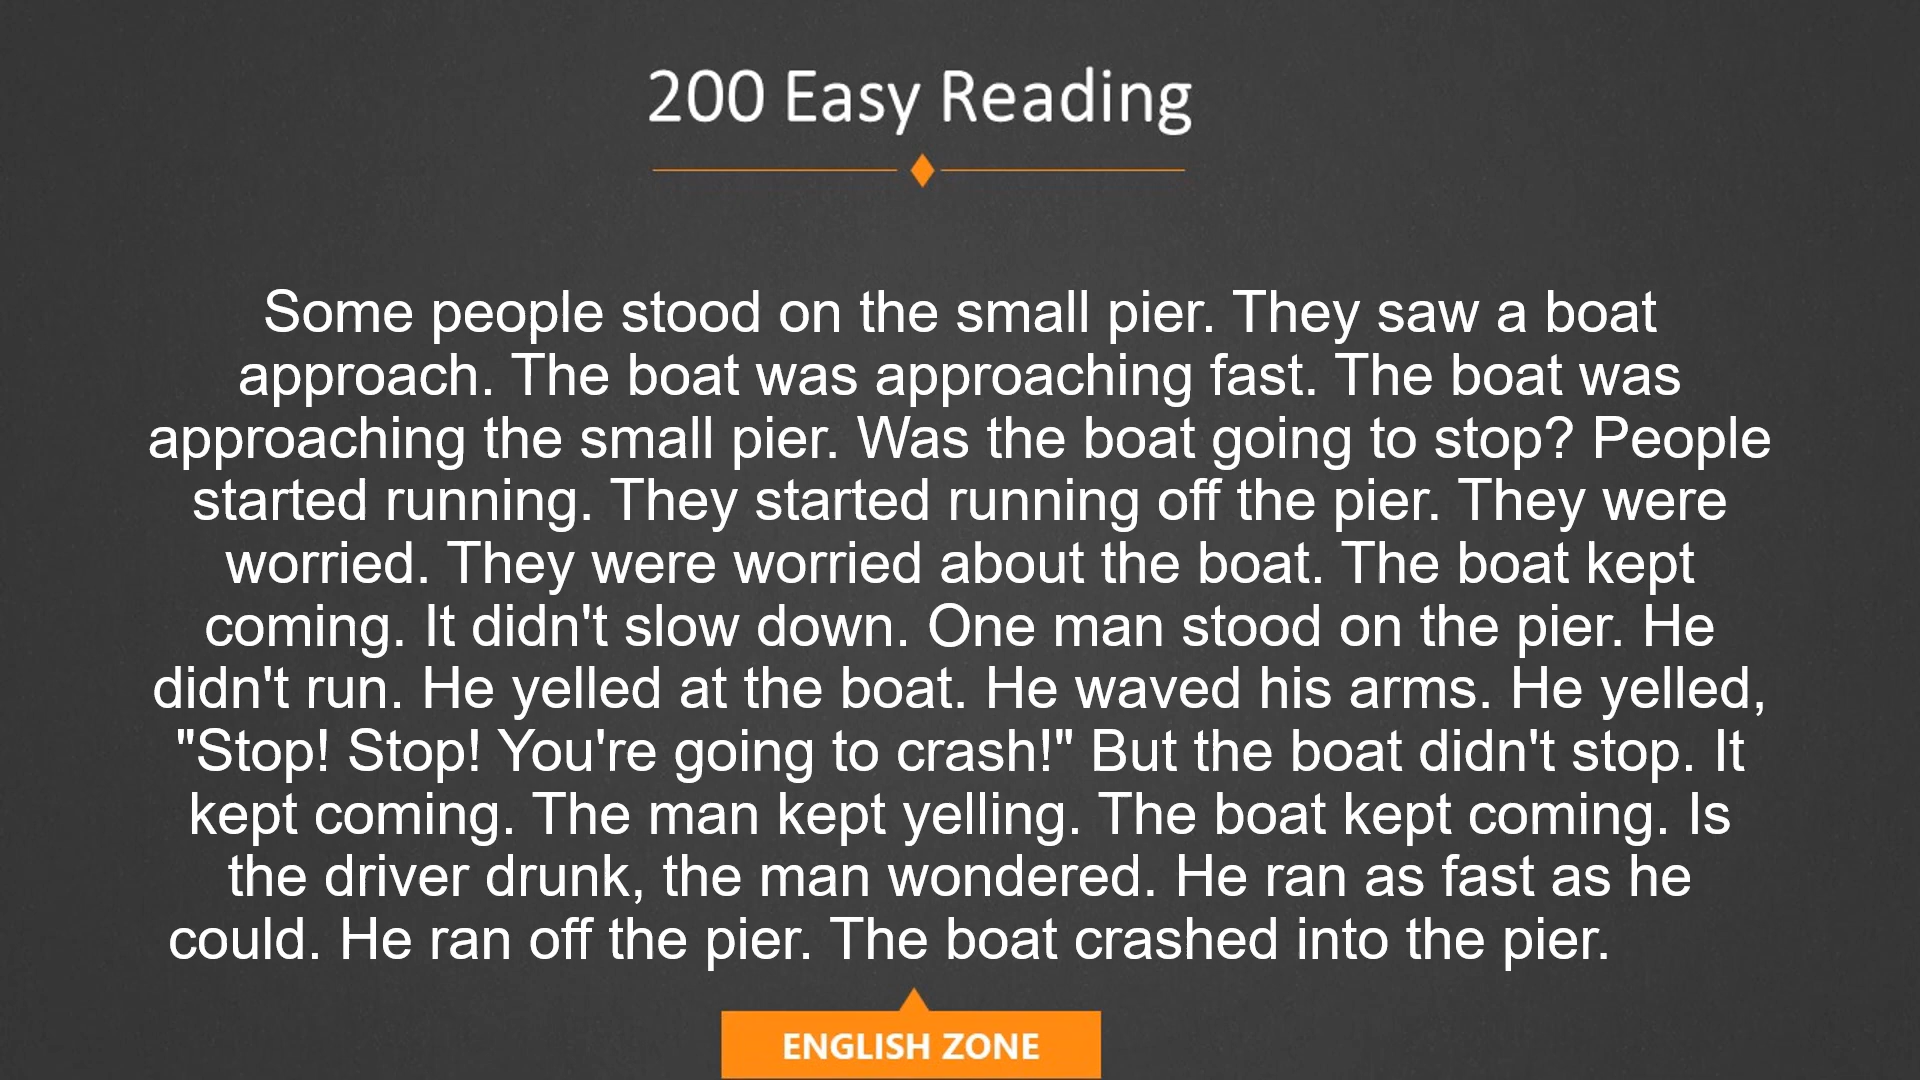 200 Easy Reading
Some people stood on the small pier. They saw a boat
approach. The boat was approaching fast. The boat was
approaching the small pier. Was the boat going to stop? People
started running. They started running off the pier. They were
worried. They were worried about the boat. The boat kept
coming. It didn't slow down. One man stood on the pier. He
didn't run. He yelled at the boat. He waved his arms. He yelled,
"Stop! Stop! You're going to crash!" But the boat didn't stop. It
kept coming. The man kept yelling. The boat kept coming. Is
the driver drunk, the man wondered. He ran as fast as he
could. He ran off the pier. The boat crashed into the pier.
ENGLISH ZONE